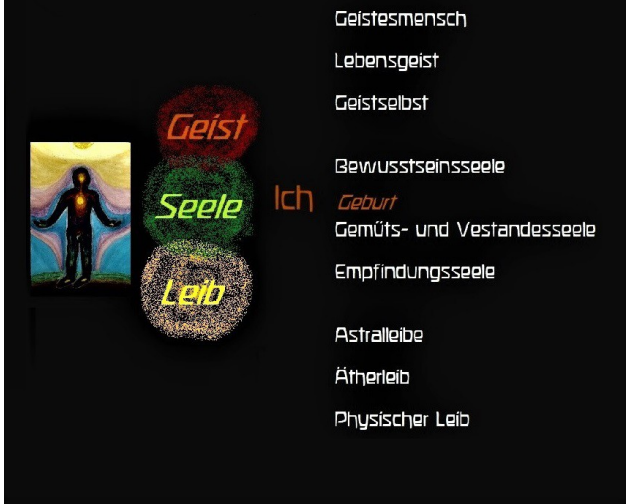 Geistesmensch
Lebensgeist
Geistselbst
Geist
Bewusstseinsseele
Seele
Ich
Geburt
Gemüts- und Vestandesseele
Empfindungsseele
Leib
Astralleibe
Ätherleib
Physischer Leib